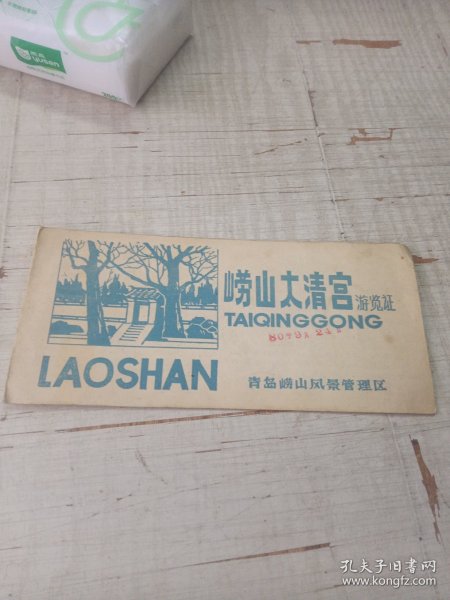 yusen
崂山太清宫游览证
TAIQINGGONG
LAOSHAN
青岛崂山风景管理区
孔夫子旧书网
www.kongfz.com